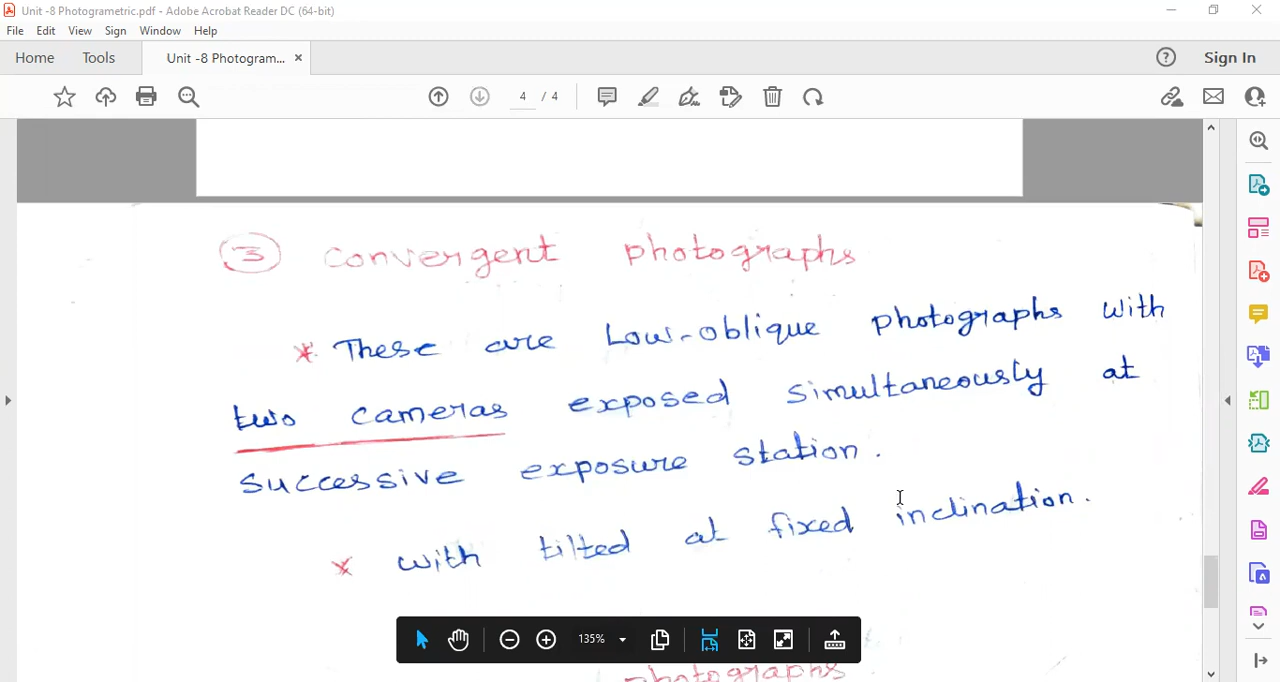 Unit -8 Photogrametric.pdf - Adobe Acrobat Reader DC (64-bit)
File Edit View Sign Window Help
Home Tools Unit -8 Photogram... × Sign In
4 / 4
3 convergent photographs
* These are Low-oblique photographs with
two cameras exposed simultaneously at
successive exposure station.
* with tilted at fixed inclination.
135%
photographs